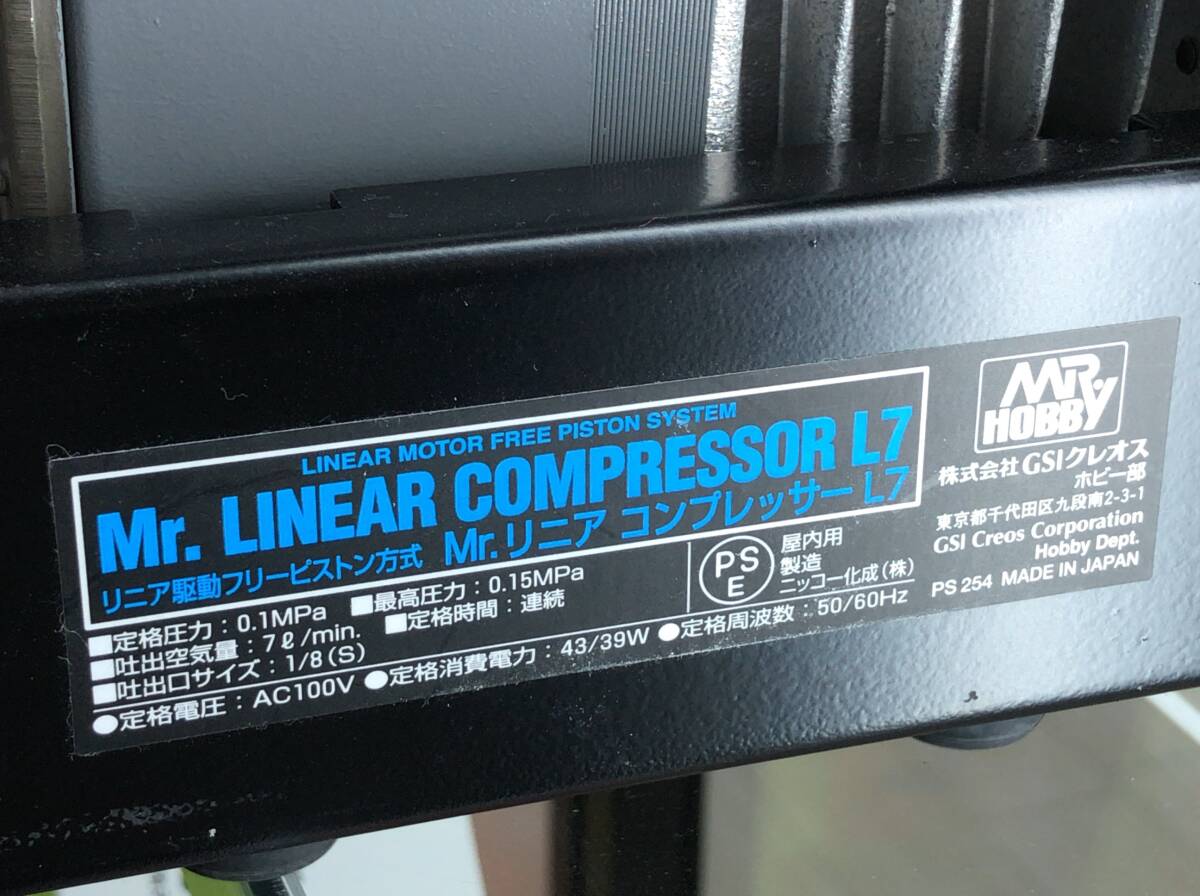 LINEAR MOTOR FREE PISTON SYSTEM
Mr. LINEAR COMPRESSOR L7
リニア駆動フリーピストン方式 Mr.リニア コンプレッサー L7
■定格圧力:0.1MPa ■最高圧力:0.15MPa
■吐出空気量:7ℓ/min. ■定格時間:連続
■吐出口サイズ:1/8(S)
●定格電圧:AC100V ●定格消費電力:43/39W ●定格周波数:50/60Hz
PS
E
屋内用
製造
ニッコー化成(株)
MR
HOBBY
株式会社GSIクレオス
ホビー部
東京都千代田区九段南2-3-1
GSI Creos Corporation
Hobby Dept.
PS 254 MADE IN JAPAN